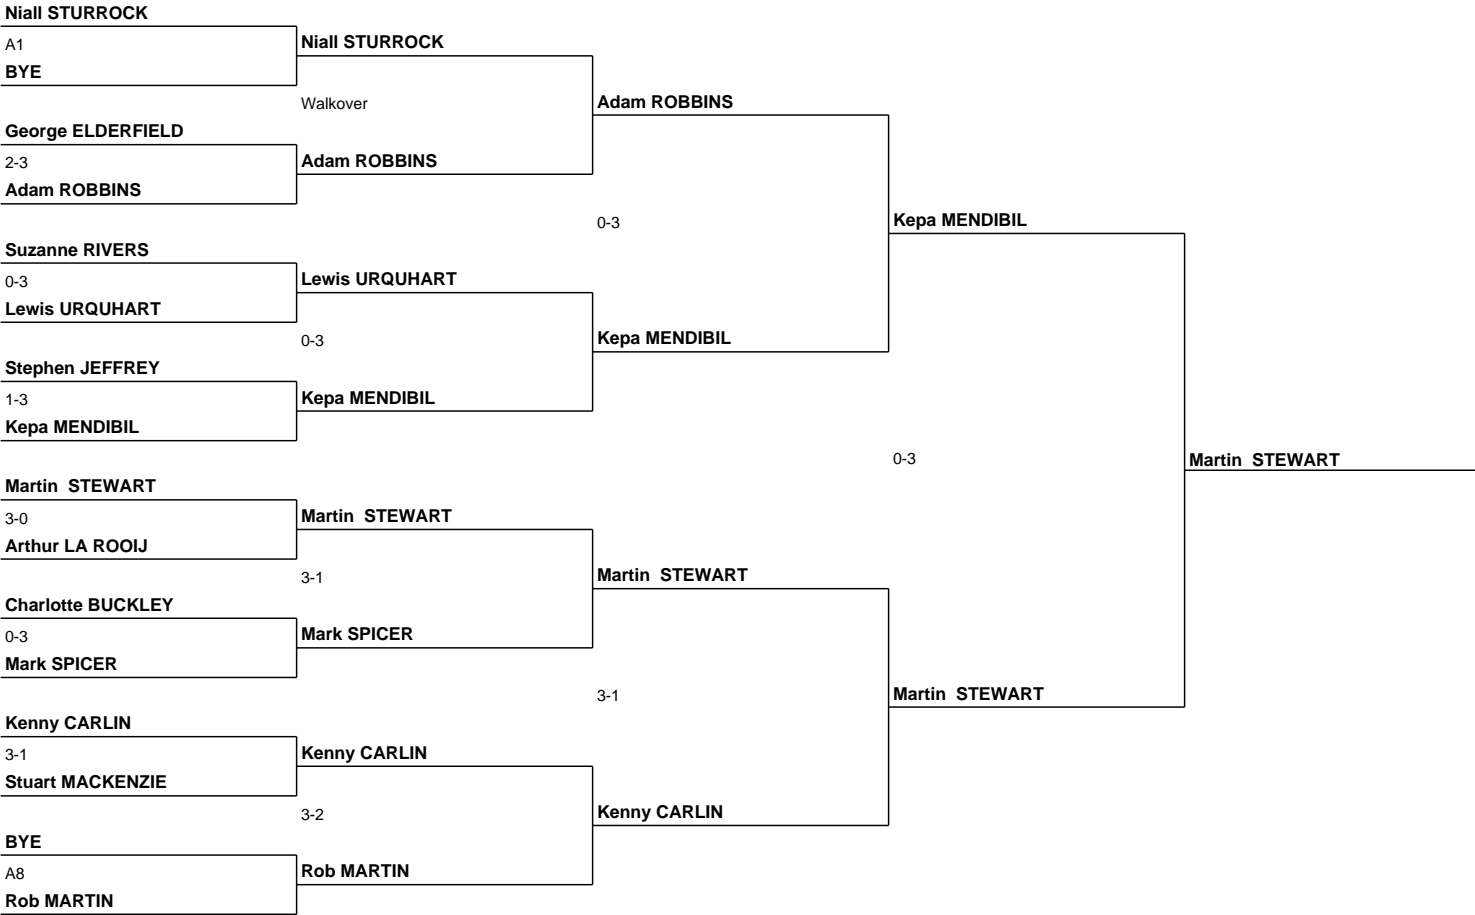 Niall STURROCK
A1
BYE
George ELDERFIELD
2-3
Adam ROBBINS
Suzanne RIVERS
0-3
Lewis URQUHART
Stephen JEFFREY
1-3
Kepa MENDIBIL
Martin  STEWART
3-0
Arthur LA ROOIJ
Charlotte BUCKLEY
0-3
Mark SPICER
Kenny CARLIN
3-1
Stuart MACKENZIE
BYE
A8
Rob MARTIN
Niall STURROCK
Walkover
Adam ROBBINS
Lewis URQUHART
0-3
Kepa MENDIBIL
Martin  STEWART
3-1
Mark SPICER
Kenny CARLIN
3-2
Rob MARTIN
Adam ROBBINS
0-3
Kepa MENDIBIL
Martin  STEWART
3-1
Kenny CARLIN
Kepa MENDIBIL
0-3
Martin  STEWART
Martin  STEWART